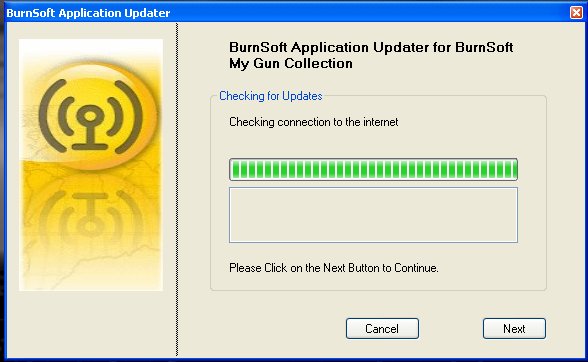 BurnSoft Application Updater
BurnSoft Application Updater for BurnSoft
My Gun Collection
Checking for Updates
Checking connection to the internet
Please Click on the Next Button to Continue.
Cancel
Next